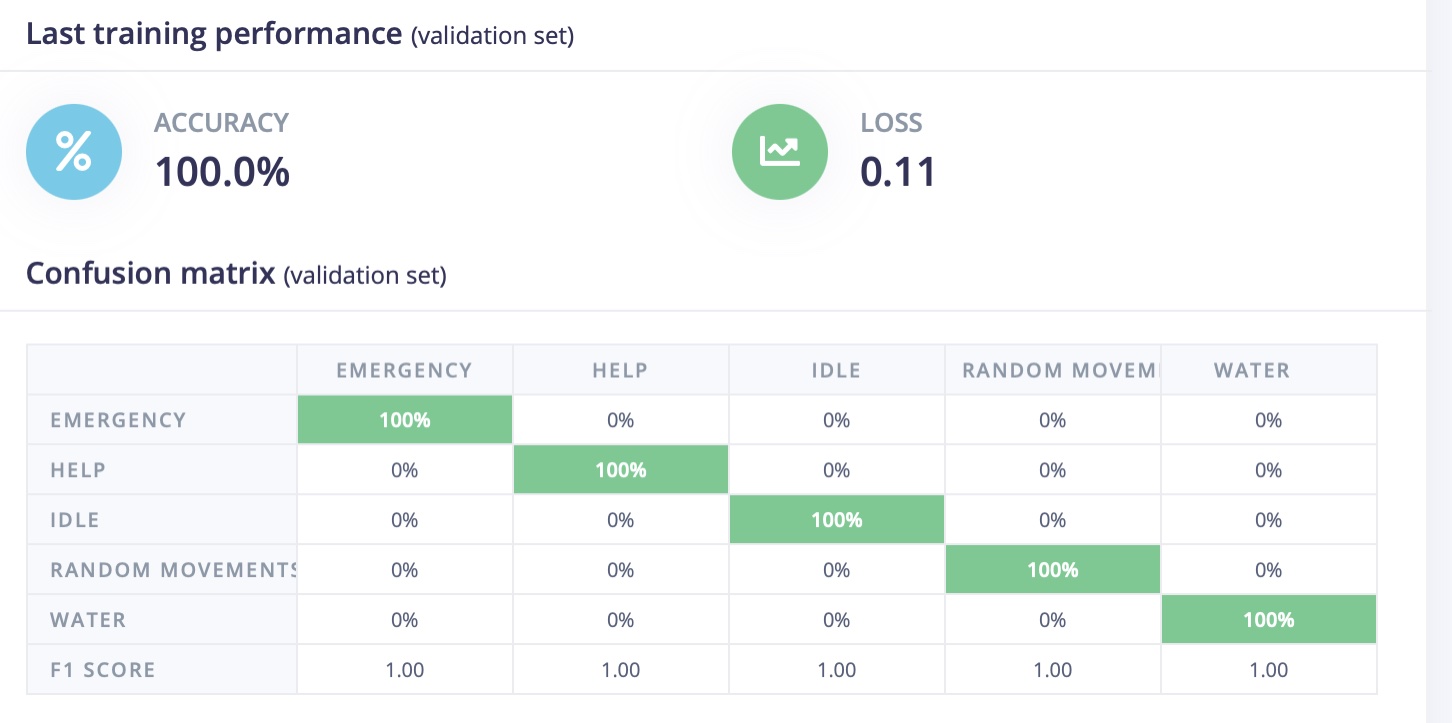 Last training performance (validation set)
%
ACCURACY
100.0%
LOSS
0.11
Confusion matrix (validation set)
EMERGENCY HELP IDLE RANDOM MOVEM WATER
EMERGENCY 100% 0% 0% 0% 0%
HELP 0% 100% 0% 0% 0%
IDLE 0% 0% 100% 0% 0%
RANDOM MOVEMENTS 0% 0% 0% 100% 0%
WATER 0% 0% 0% 0% 100%
F1 SCORE 1.00 1.00 1.00 1.00 1.00